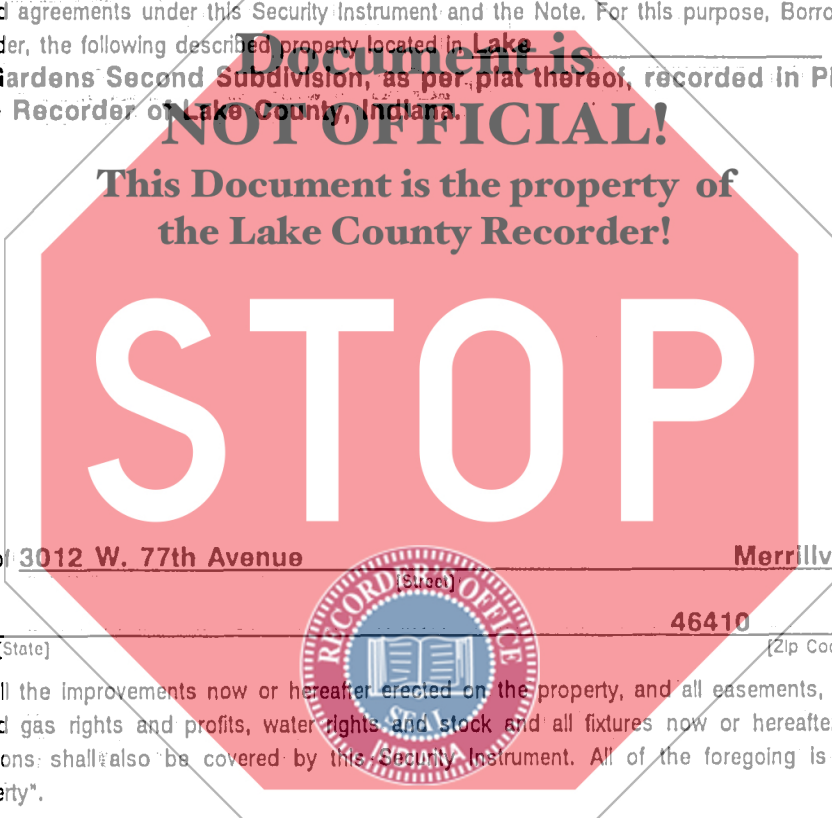 agreements under this Security Instrument and the Note. For this purpose, Borro
der, the following described property located in Lake
Document is
Gardens Second Subdivision, as per plat thereof, recorded in Pl
Recorder of Lake County, Indiana.
NOT OFFICIAL!
This Document is the property of
the Lake County Recorder!
STOP
of 3012 W. 77th Avenue Merrillv
[Street]
46410
[State] [Zip Coo
RECORDER'S OFFICE
ll the improvements now or hereafter erected on the property, and all easements,
d gas rights and profits, water rights and stock and all fixtures now or hereafte
SEAL
ons shall also be covered by this Security Instrument. All of the foregoing is
INDIANA
erty".